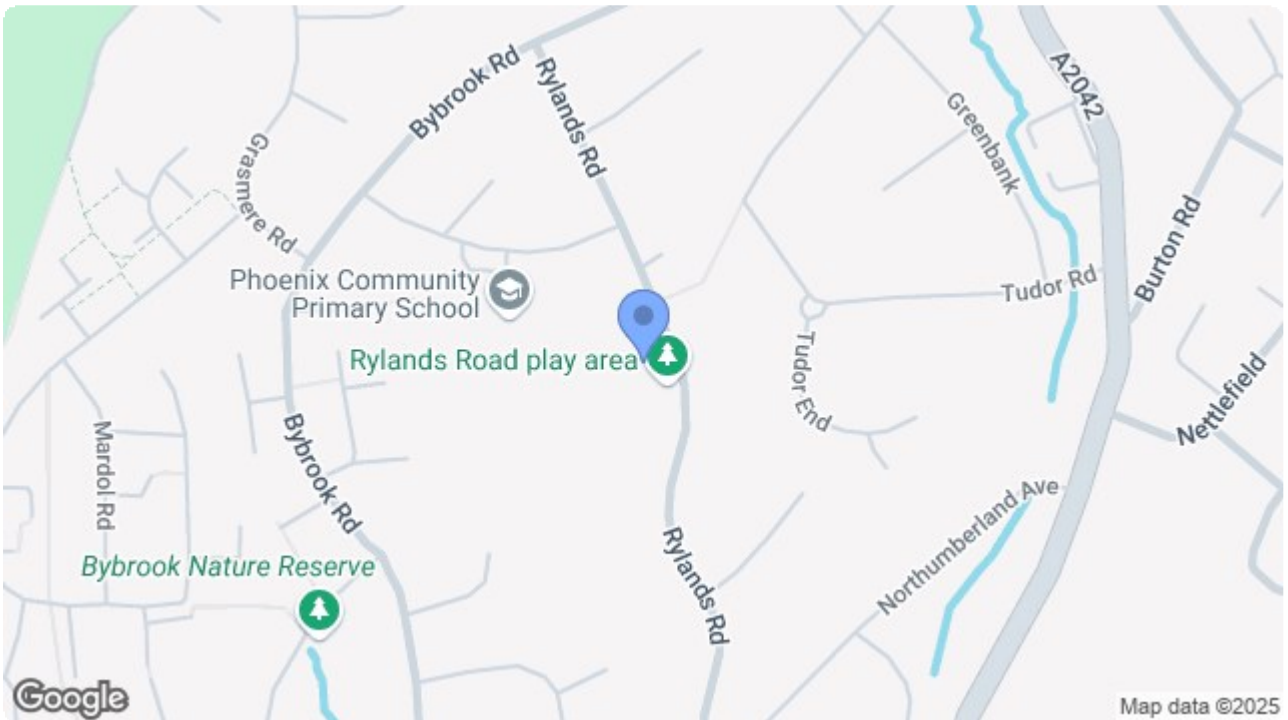 Bybrook Rd
Rylands Rd
A2042
Greenbank
Grasmere Rd
Burton Rd
Phoenix Community
Primary School
Tudor Rd
Rylands Road play area
Tudor End
Nettlefield
Mardol Rd
Bybrook Rd
Northumberland Ave
Rylands Rd
Bybrook Nature Reserve
Google
Map data ©2025